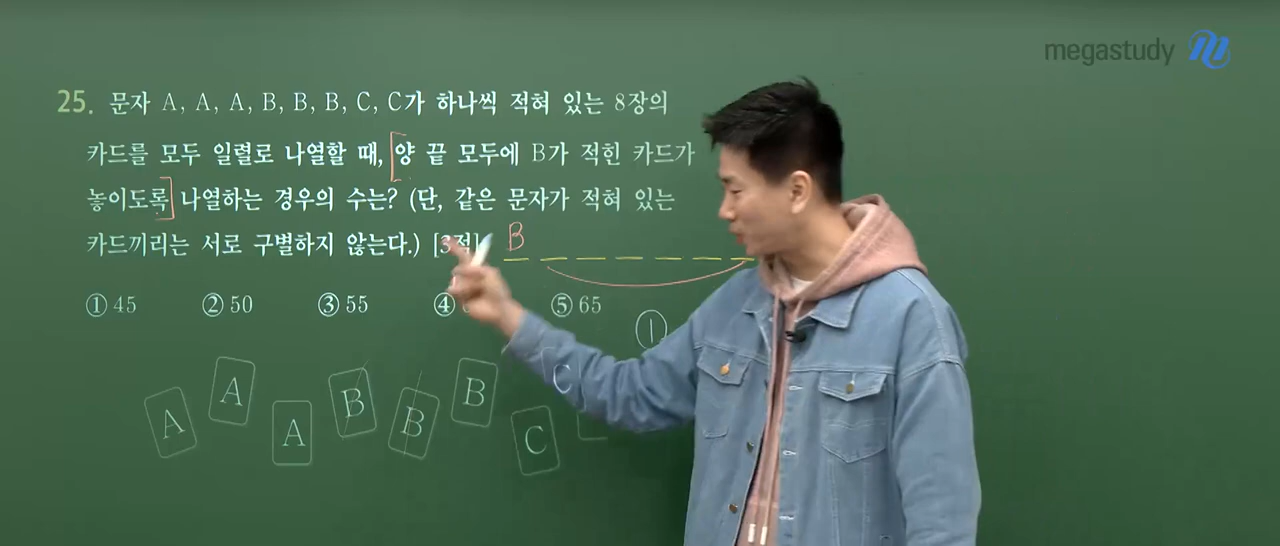 megastudy
25. 문자 A, A, A, B, B, B, C, C가 하나씩 적혀 있는 8장의
카드를 모두 일렬로 나열할 때, 양 끝 모두에 B가 적힌 카드가
놓이도록 나열하는 경우의 수는? (단, 같은 문자가 적혀 있는
카드끼리는 서로 구별하지 않는다.) [3점]
B
① 45 ② 50 ③ 55 ④ ⑤ 65
①
A A A B B B C C